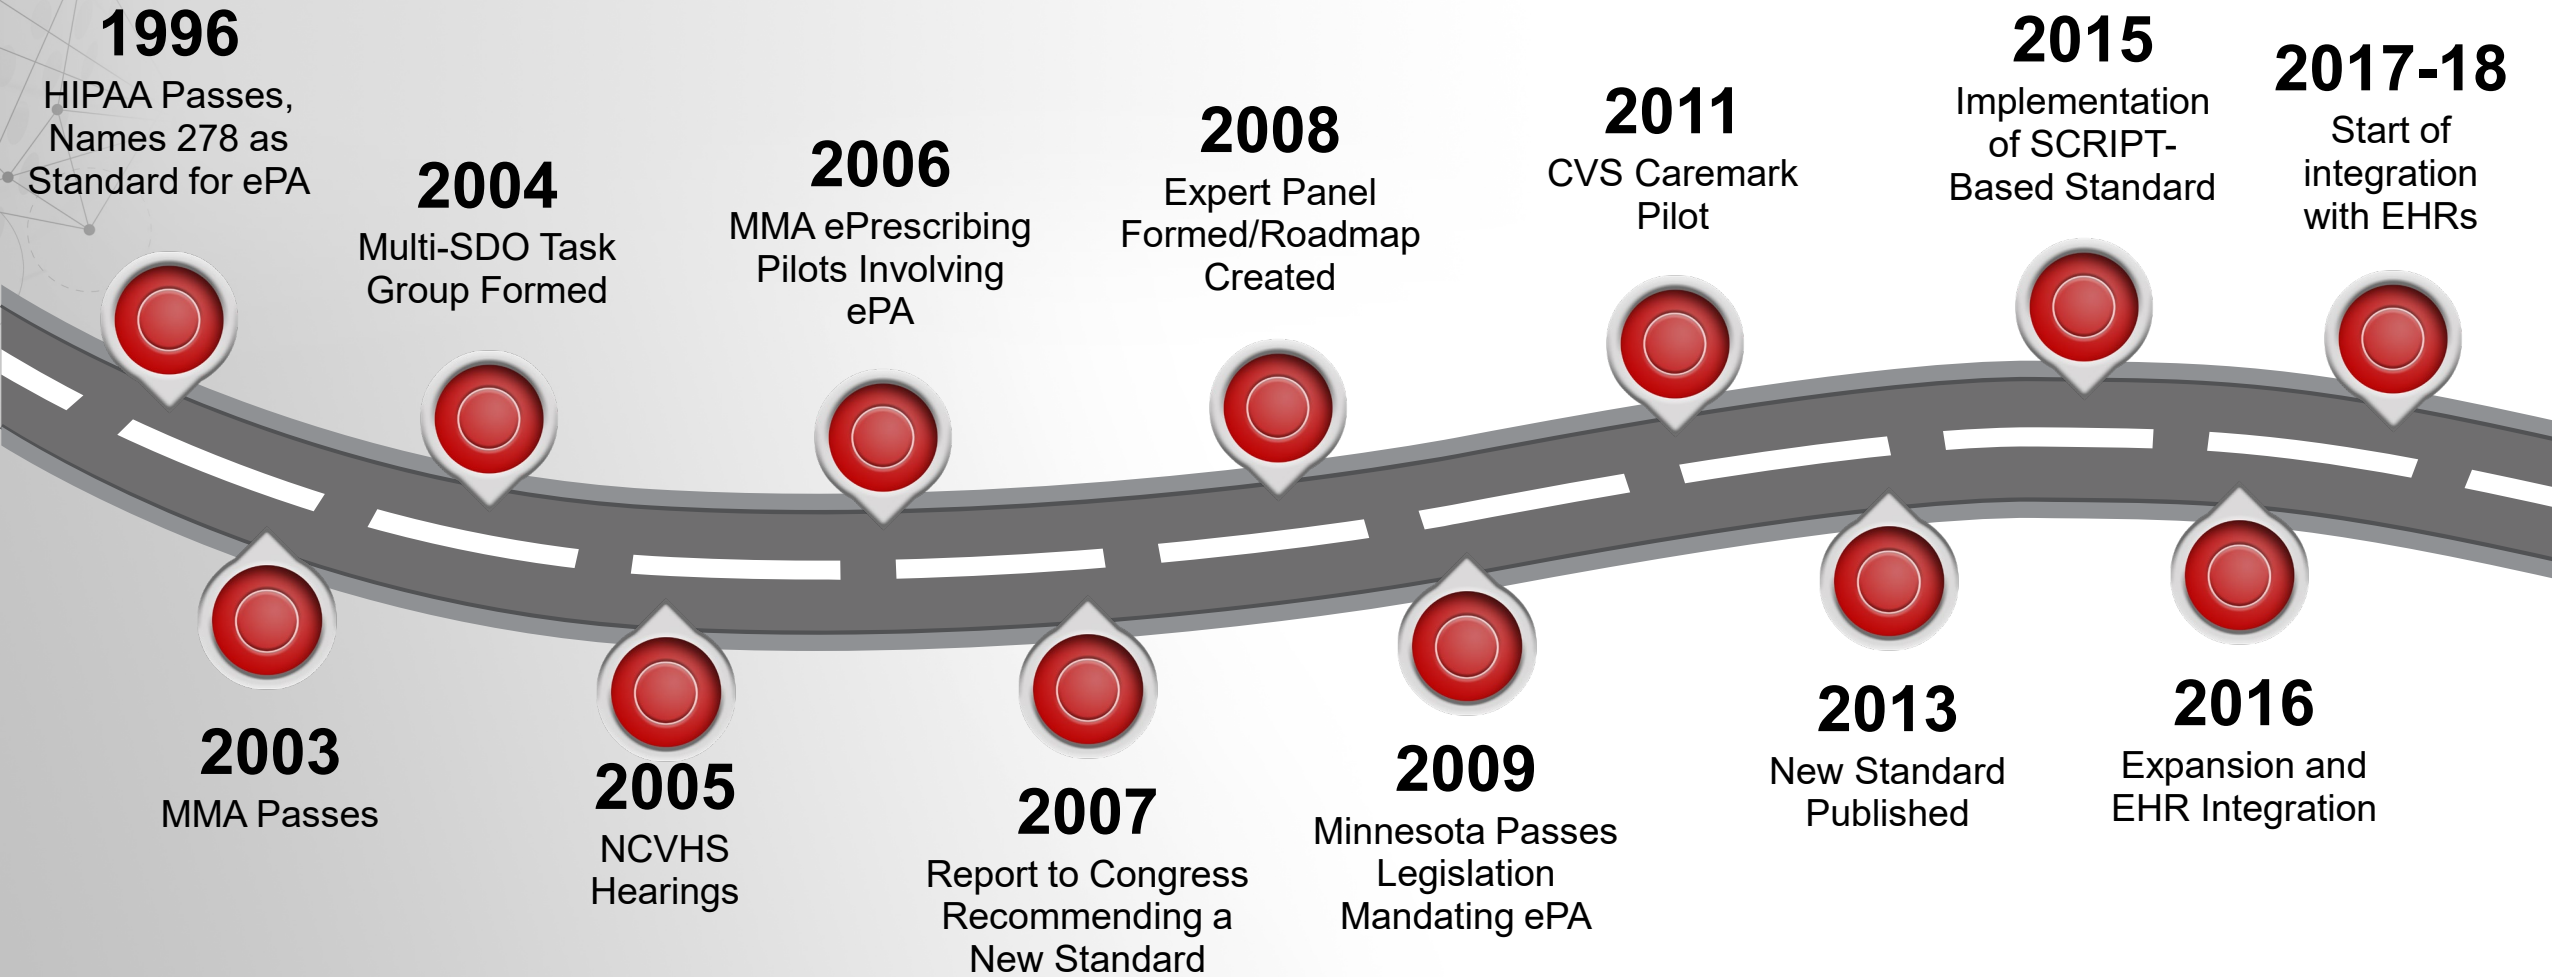 1996
HIPAA Passes,
Names 278 as
Standard for ePA
2003
MMA Passes
2004
Multi-SDO Task
Group Formed
2005
NCVHS
Hearings
2006
MMA ePrescribing
Pilots Involving
ePA
2007
Report to Congress
Recommending a
New Standard
2008
Expert Panel
Formed/Roadmap
Created
2009
Minnesota Passes
Legislation
Mandating ePA
2011
CVS Caremark
Pilot
2013
New Standard
Published
2015
Implementation
of SCRIPT-
Based Standard
2016
Expansion and
EHR Integration
2017-18
Start of
integration
with EHRs